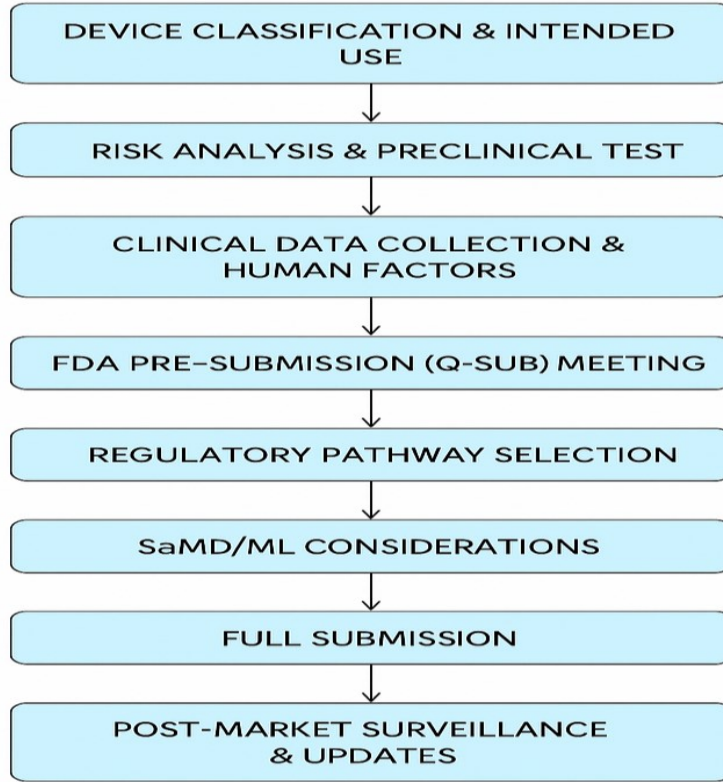 DEVICE CLASSIFICATION & INTENDED
USE
RISK ANALYSIS & PRECLINICAL TEST
CLINICAL DATA COLLECTION &
HUMAN FACTORS
FDA PRE–SUBMISSION (Q-SUB) MEETING
REGULATORY PATHWAY SELECTION
SaMD/ML CONSIDERATIONS
FULL SUBMISSION
POST-MARKET SURVEILLANCE
& UPDATES